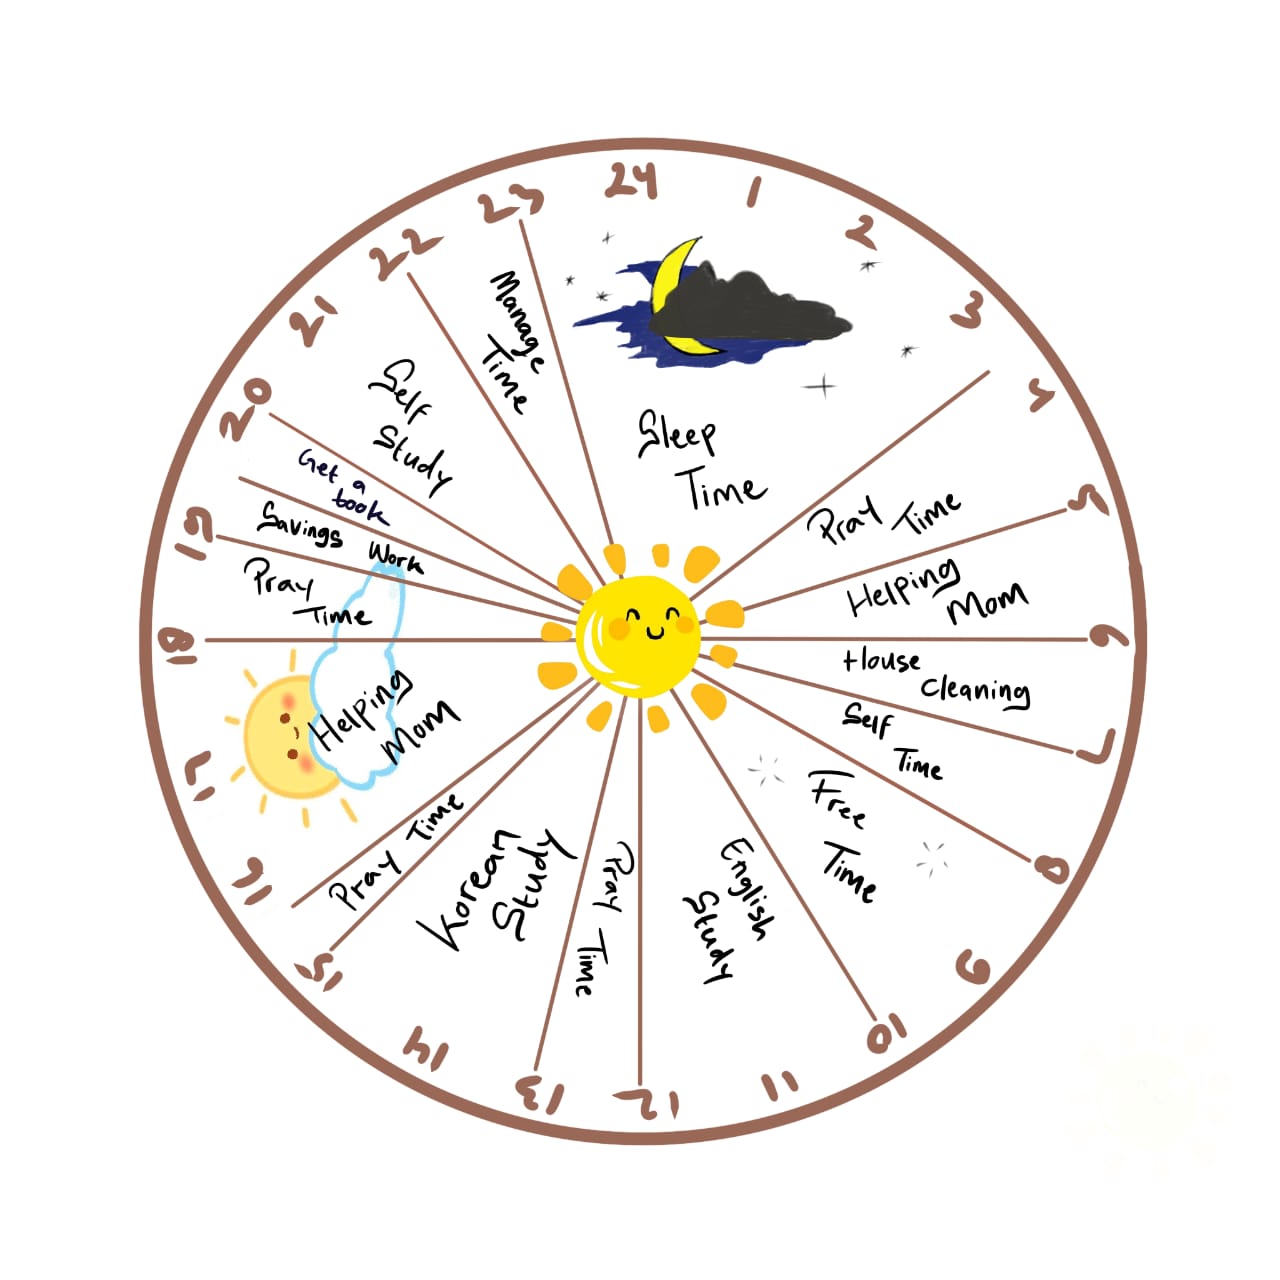 24
1
2
3
4
5
6
7
8
9
10
11
12
13
14
15
16
17
18
19
20
21
22
23
Sleep
Time
Pray Time
Helping
Mom
House
Cleaning
Self
Time
Free
Time
English
Study
Pray Time
Korean
Study
Pray Time
Helping
Mom
Pray
Time
Savings Work
Get a
book
Self
Study
Manage
Time